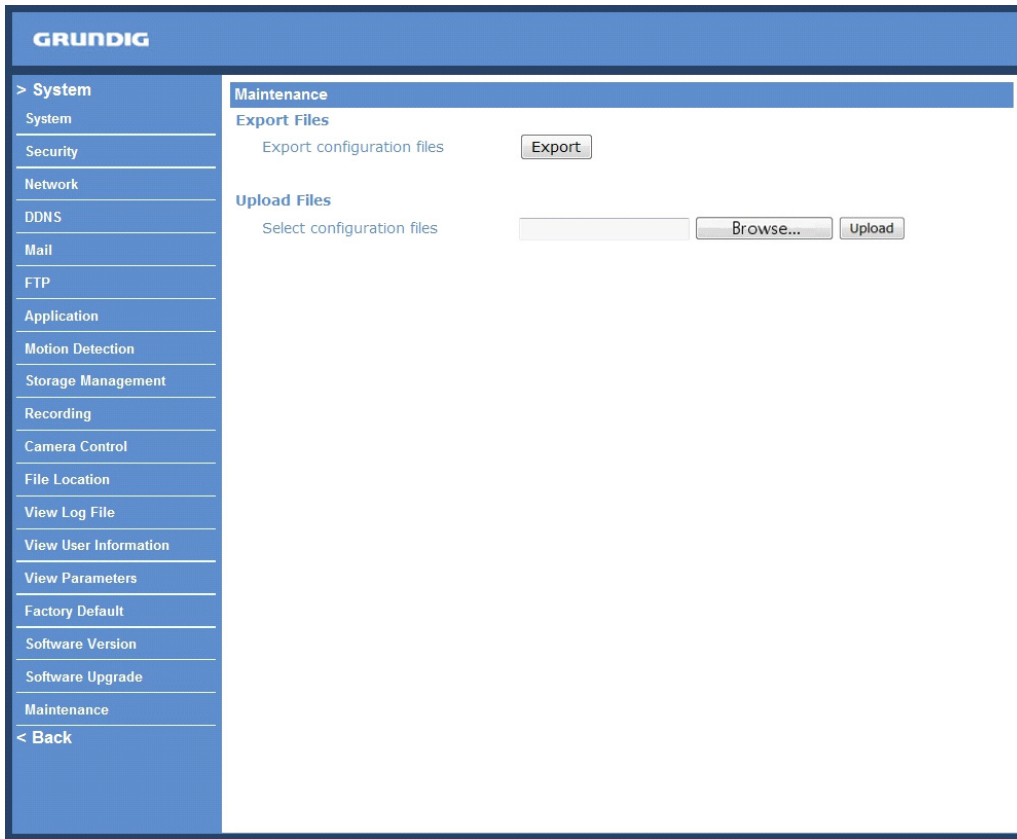 GRUNDIG
> System
System
Security
Network
DDNS
Mail
FTP
Application
Motion Detection
Storage Management
Recording
Camera Control
File Location
View Log File
View User Information
View Parameters
Factory Default
Software Version
Software Upgrade
Maintenance
< Back
Maintenance
Export Files
Export configuration files Export
Upload Files
Select configuration files Browse... Upload